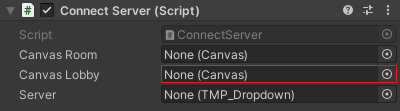 # Connect Server (Script)
Script # ConnectServer
Canvas Room None (Canvas)
Canvas Lobby None (Canvas)
Server None (TMP_Dropdown)